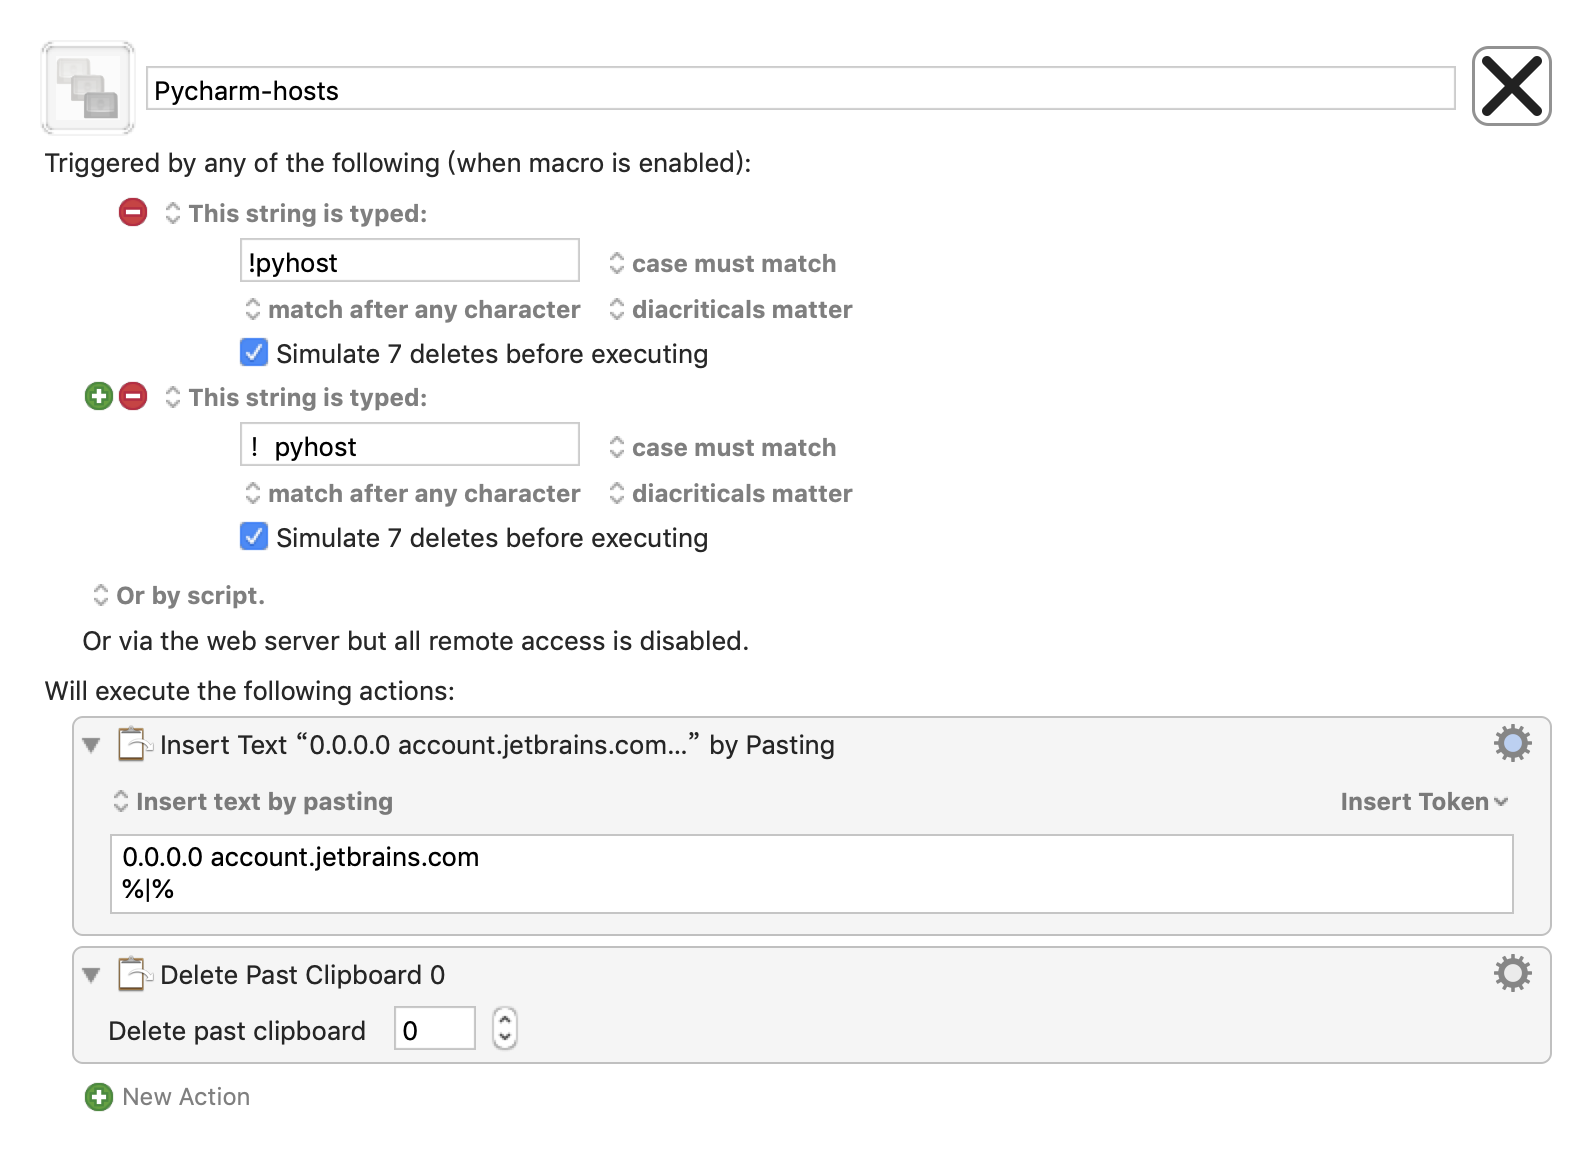 Pycharm-hosts
Triggered by any of the following (when macro is enabled):
This string is typed:
!pyhost
case must match
match after any character
diacriticals matter
Simulate 7 deletes before executing
This string is typed:
！pyhost
case must match
match after any character
diacriticals matter
Simulate 7 deletes before executing
Or by script.
Or via the web server but all remote access is disabled.
Will execute the following actions:
Insert Text “0.0.0.0 account.jetbrains.com...” by Pasting
Insert text by pasting
Insert Token
0.0.0.0 account.jetbrains.com
%|%
Delete Past Clipboard 0
Delete past clipboard
0
New Action